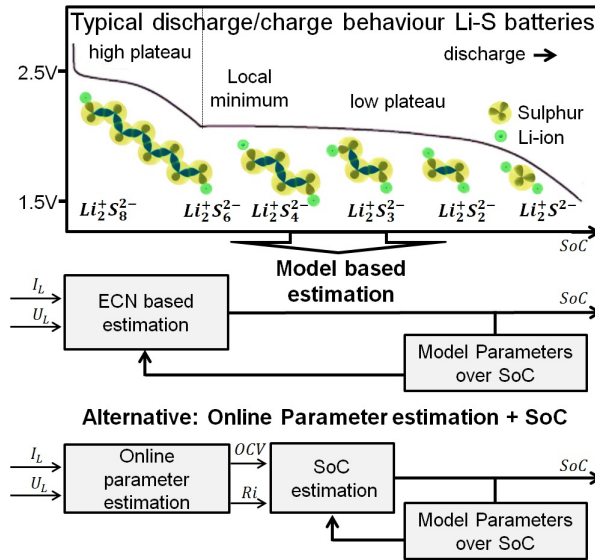 Typical discharge/charge behaviour Li-S batteries
high plateau
discharge
2.5V
Local
minimum
low plateau
Sulphur
Li-ion
1.5V
Li₂⁺S₈²⁻
Li₂⁺S₆²⁻
Li₂⁺S₄²⁻
Li₂⁺S₃²⁻
Li₂⁺S₂²⁻
Li₂⁺S²⁻
SoC
Model based
estimation
I_L
U_L
ECN based
estimation
SoC
Model Parameters
over SoC
Alternative: Online Parameter estimation + SoC
I_L
U_L
Online
parameter
estimation
OCV
Ri
SoC
estimation
SoC
Model Parameters
over SoC